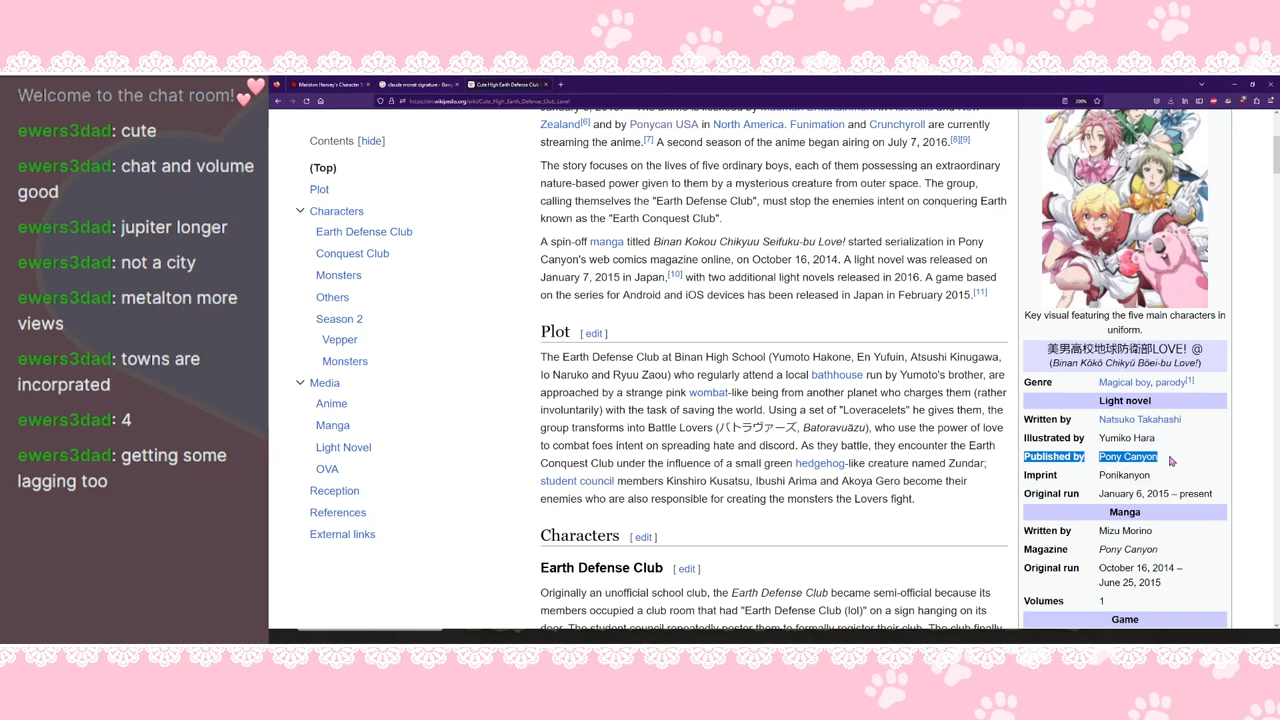 Welcome to the chat room!
ewers3dad: cute
ewers3dad: chat and volume
good
ewers3dad: jupiter longer
ewers3dad: not a city
ewers3dad: metalton more
views
ewers3dad: towns are
incorprated
ewers3dad: 4
ewers3dad: getting some
lagging too
Meriston Harvey's Character S
claude monet signature - Goog
Cute High Earth Defense Club
https://en.wikipedia.org/wiki/Cute_High_Earth_Defense_Club_Love!
200%
Contents [hide]
(Top)
Plot
Characters
Earth Defense Club
Conquest Club
Monsters
Others
Season 2
Vepper
Monsters
Media
Anime
Manga
Light Novel
OVA
Reception
References
External links
Zealand[6] and by Ponycan USA in North America. Funimation and Crunchyroll are currently
streaming the anime.[7] A second season of the anime began airing on July 7, 2016.[8][9]
The story focuses on the lives of five ordinary boys, each of them possessing an extraordinary
nature-based power given to them by a mysterious creature from outer space. The group,
calling themselves the "Earth Defense Club", must stop the enemies intent on conquering Earth
known as the "Earth Conquest Club".
A spin-off manga titled Binan Kokou Chikyuu Seifuku-bu Love! started serialization in Pony
Canyon's web comics magazine online, on October 16, 2014. A light novel was released on
January 7, 2015 in Japan,[10] with two additional light novels released in 2016. A game based
on the series for Android and iOS devices has been released in Japan in February 2015.[11]
Plot [ edit ]
The Earth Defense Club at Binan High School (Yumoto Hakone, En Yufuin, Atsushi Kinugawa,
Io Naruko and Ryuu Zaou) who regularly attend a local bathhouse run by Yumoto's brother, are
approached by a strange pink wombat-like being from another planet who charges them (rather
involuntarily) with the task of saving the world. Using a set of "Loveracelets" he gives them, the
group transforms into Battle Lovers (バトラヴァーズ, Batoravuāzu), who use the power of love
to combat foes intent on spreading hate and discord. As they battle, they encounter the Earth
Conquest Club under the influence of a small green hedgehog-like creature named Zundar;
student council members Kinshiro Kusatsu, Ibushi Arima and Akoya Gero become their
enemies who are also responsible for creating the monsters the Lovers fight.
Characters [ edit ]
Earth Defense Club [ edit ]
Originally an unofficial school club, the Earth Defense Club became semi-official because its
members occupied a club room that had "Earth Defense Club (lol)" on a sign hanging on its
Key visual featuring the five main characters in
uniform.
美男高校地球防衛部LOVE! @
(Binan Kōkō Chikyū Bōei-bu Love!)
Genre Magical boy, parody[1]
Light novel
Written by Natsuko Takahashi
Illustrated by Yumiko Hara
Published by Pony Canyon
Imprint Ponikanyon
Original run January 6, 2015 – present
Manga
Written by Mizu Morino
Magazine Pony Canyon
Original run October 16, 2014 –
June 25, 2015
Volumes 1
Game